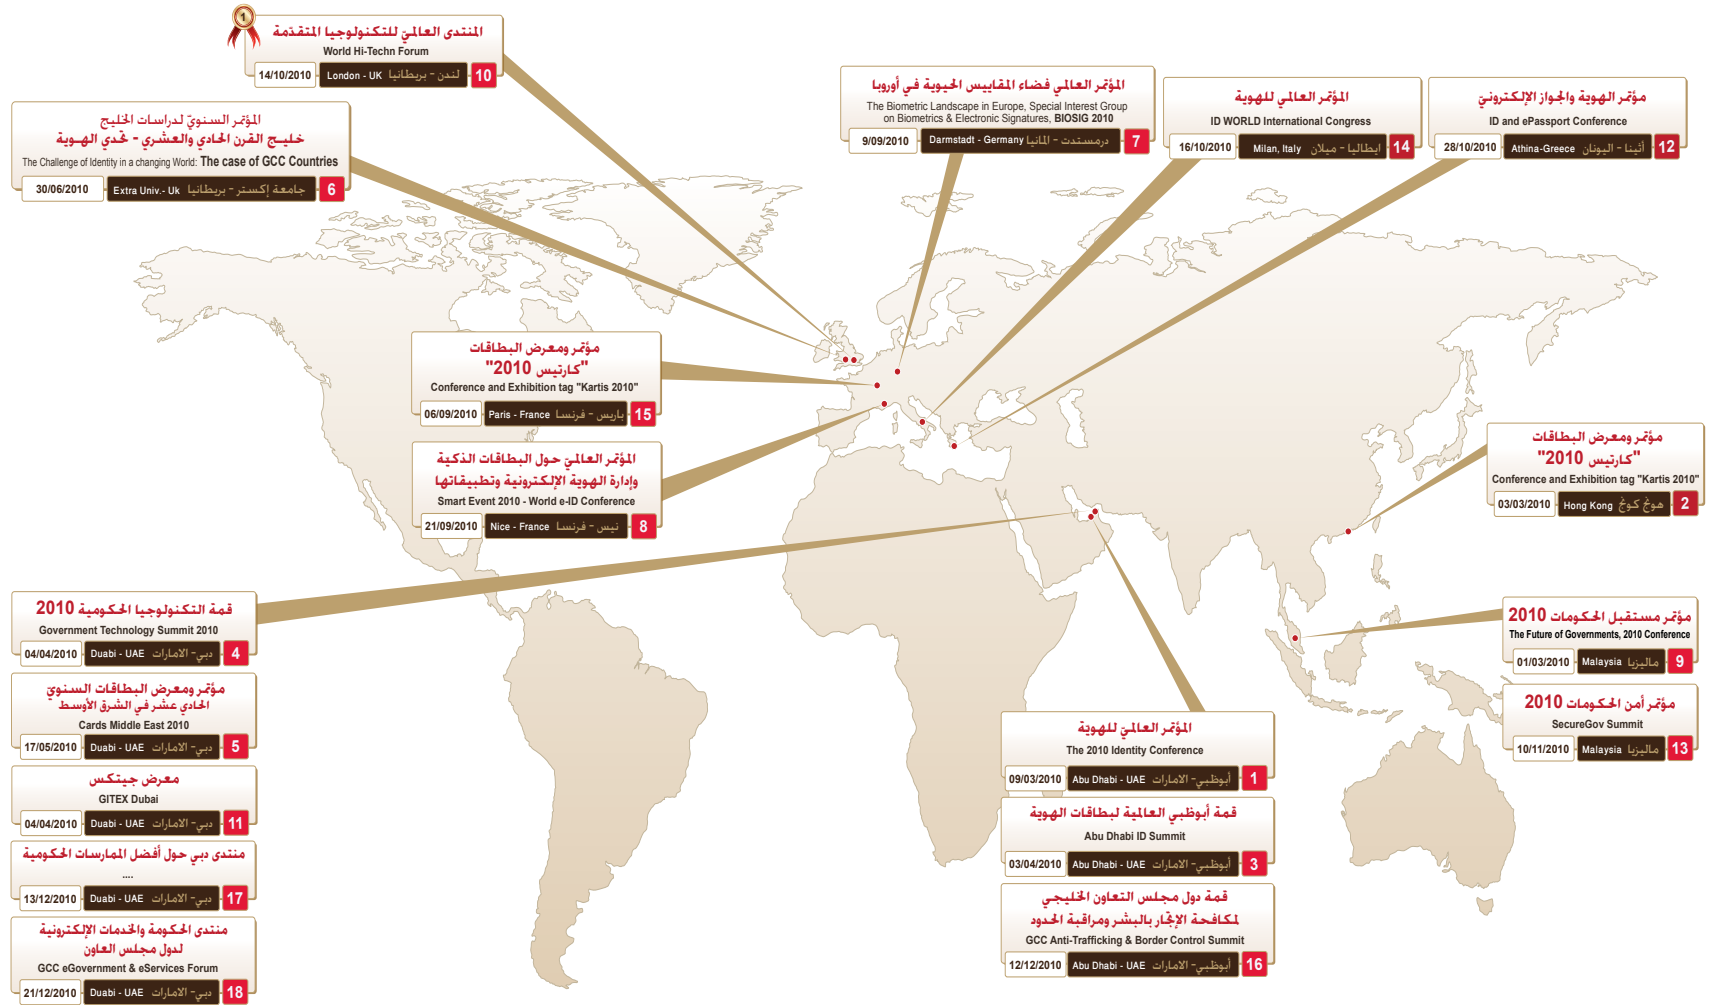 1
المنتدى العالميّ للتكنولوجيا المتقدّمة
World Hi-Techn Forum
14/10/2010 London - UK لندن - بريطانيا 10
المؤتمر السنويّ لدراسات الخليج
خليـج القرن الحادي والعشري - تحدي الهـوية
The Challenge of Identity in a changing World: The case of GCC Countries
30/06/2010 Extra Univ.- Uk جامعة إكستر - بريطانيا 6
المؤتمر العالمي فضاء المقاييس الحيوية في أوروبا
The Biometric Landscape in Europe, Special Interest Group
on Biometrics & Electronic Signatures, BIOSIG 2010
9/09/2010 Darmstadt - Germany درمستدت - المانيا 7
المؤتمر العالمي للهوية
ID WORLD International Congress
16/10/2010 Milan, Italy ايطاليا - ميلان 14
مؤتمر الهوية والجواز الإلكترونيّ
ID and ePassport Conference
28/10/2010 Athina-Greece أثينا - اليونان 12
مؤتمر ومعرض البطاقات
"كارتيس 2010"
Conference and Exhibition tag "Kartis 2010"
06/09/2010 Paris - France باريس - فرنسا 15
المؤتمر العالميّ حول البطاقات الذكية
وإدارة الهوية الإلكترونية وتطبيقاتها
Smart Event 2010 - World e-ID Conference
21/09/2010 Nice - France نيس - فرنسا 8
مؤتمر ومعرض البطاقات
"كارتيس 2010"
Conference and Exhibition tag "Kartis 2010"
03/03/2010 Hong Kong هونج كونج 2
قمة التكنولوجيا الحكومية 2010
Government Technology Summit 2010
04/04/2010 Duabi - UAE دبي- الامارات 4
مؤتمر ومعرض البطاقات السنويّ
الحادي عشر في الشرق الأوسط
Cards Middle East 2010
17/05/2010 Duabi - UAE دبي- الامارات 5
معرض جيتكس
GITEX Dubai
04/04/2010 Duabi - UAE دبي- الامارات 11
منتدى دبي حول أفضل الممارسات الحكومية
....
13/12/2010 Duabi - UAE دبي- الامارات 17
منتدى الحكومة والخدمات الإلكترونية
لدول مجلس العاون
GCC eGovernment & eServices Forum
21/12/2010 Duabi - UAE دبي- الامارات 18
المؤتمر العالميّ للهويّة
The 2010 Identity Conference
09/03/2010 Abu Dhabi - UAE أبوظبي- الامارات 1
قمة أبوظبي العالمية لبطاقات الهوية
Abu Dhabi ID Summit
03/04/2010 Abu Dhabi - UAE أبوظبي- الامارات 3
قمة دول مجلس التعاون الخليجي
لمكافحة الإتجار بالبشر ومراقبة الحدود
GCC Anti-Trafficking & Border Control Summit
12/12/2010 Abu Dhabi - UAE أبوظبي- الامارات 16
مؤتمر مستقبل الحكومات 2010
The Future of Governments, 2010 Conference
01/03/2010 Malaysia ماليزيا 9
مؤتمر أمن الحكومات 2010
SecureGov Summit
10/11/2010 Malaysia ماليزيا 13